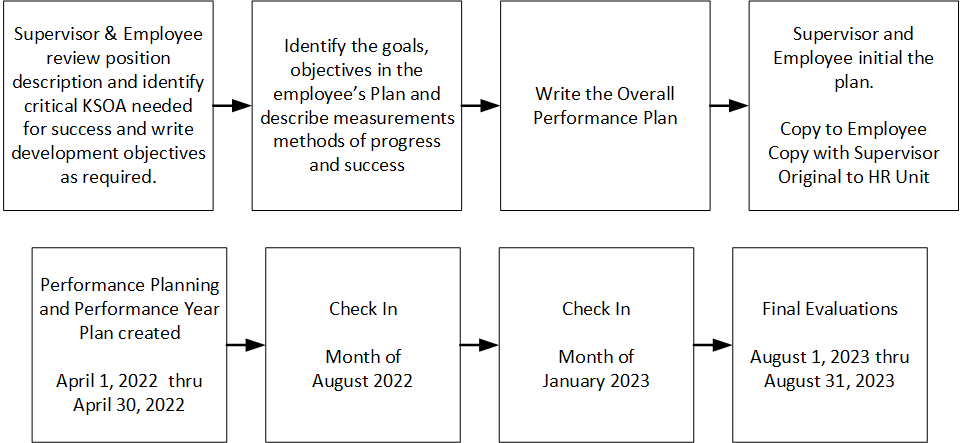 Supervisor & Employee
review position
description and identify
critical KSOA needed
for success and write
development objectives
as required.
Identify the goals,
objectives in the
employee’s Plan and
describe measurements
methods of progress
and success
Write the Overall
Performance Plan
Supervisor and
Employee initial the
plan.
Copy to Employee
Copy with Supervisor
Original to HR Unit
Performance Planning
and Performance Year
Plan created
April 1, 2022  thru
April 30, 2022
Check In
Month of
August 2022
Check In
Month of
January 2023
Final Evaluations
August 1, 2023 thru
August 31, 2023